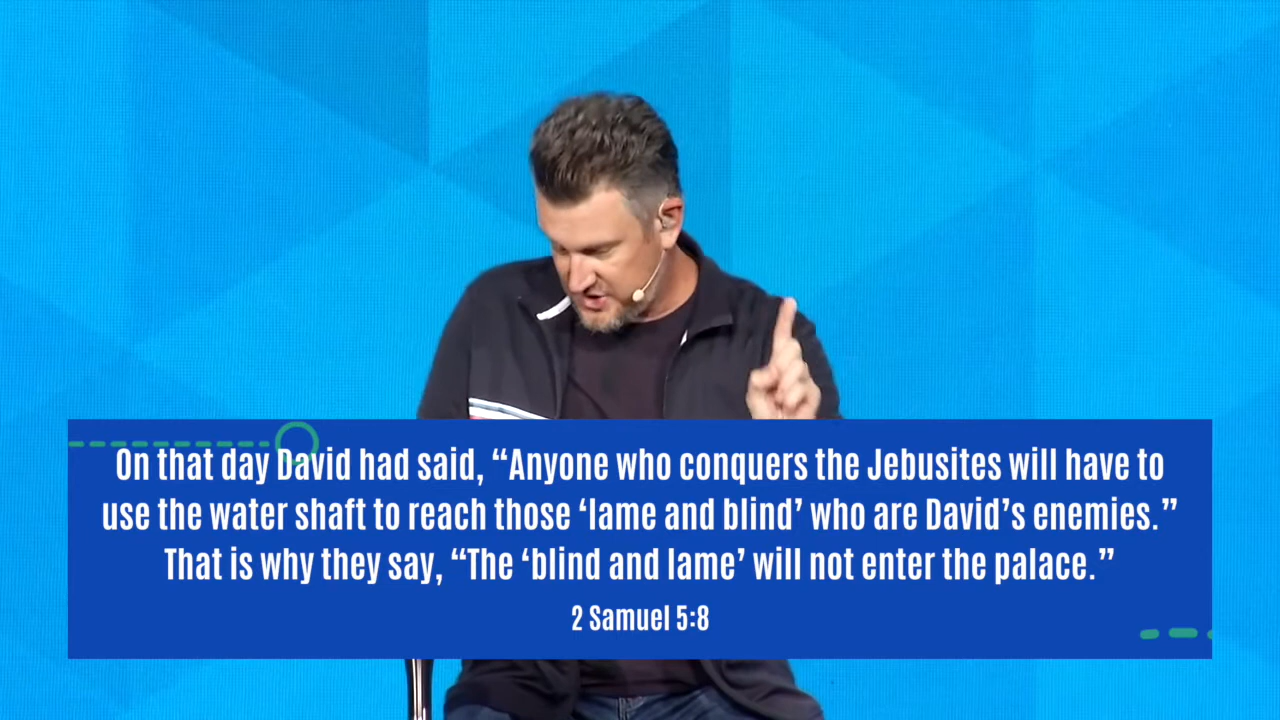 On that day David had said, “Anyone who conquers the Jebusites will have to
use the water shaft to reach those ‘lame and blind’ who are David’s enemies.”
That is why they say, “The ‘blind and lame’ will not enter the palace.”
2 Samuel 5:8